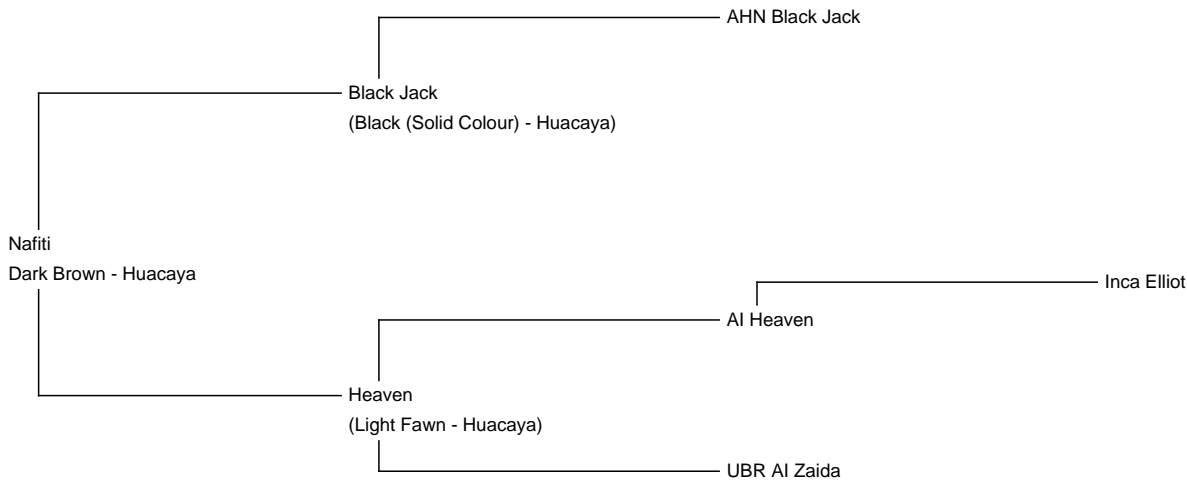 AHN Black Jack
Black Jack
(Black (Solid Colour) - Huacaya)
Nafiti
Dark Brown - Huacaya
Inca Elliot
AI Heaven
Heaven
(Light Fawn - Huacaya)
UBR AI Zaida